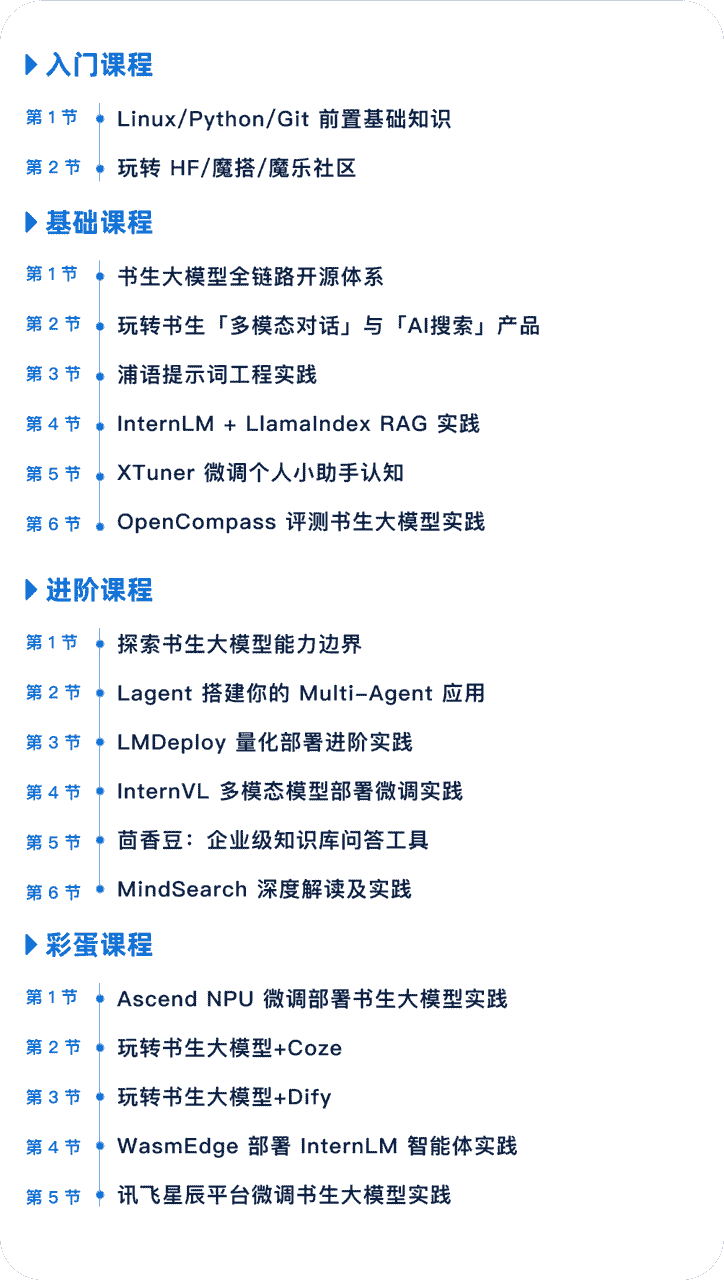 入门课程
第 1 节 Linux/Python/Git 前置基础知识
第 2 节 玩转 HF/魔搭/魔乐社区
基础课程
第 1 节 书生大模型全链路开源体系
第 2 节 玩转书生「多模态对话」与「AI搜索」产品
第 3 节 浦语提示词工程实践
第 4 节 InternLM + LlamaIndex RAG 实践
第 5 节 XTuner 微调个人小助手认知
第 6 节 OpenCompass 评测书生大模型实践
进阶课程
第 1 节 探索书生大模型能力边界
第 2 节 Lagent 搭建你的 Multi-Agent 应用
第 3 节 LMDeploy 量化部署进阶实践
第 4 节 InternVL 多模态模型部署微调实践
第 5 节 茴香豆：企业级知识库问答工具
第 6 节 MindSearch 深度解读及实践
彩蛋课程
第 1 节 Ascend NPU 微调部署书生大模型实践
第 2 节 玩转书生大模型+Coze
第 3 节 玩转书生大模型+Dify
第 4 节 WasmEdge 部署 InternLM 智能体实践
第 5 节 讯飞星辰平台微调书生大模型实践